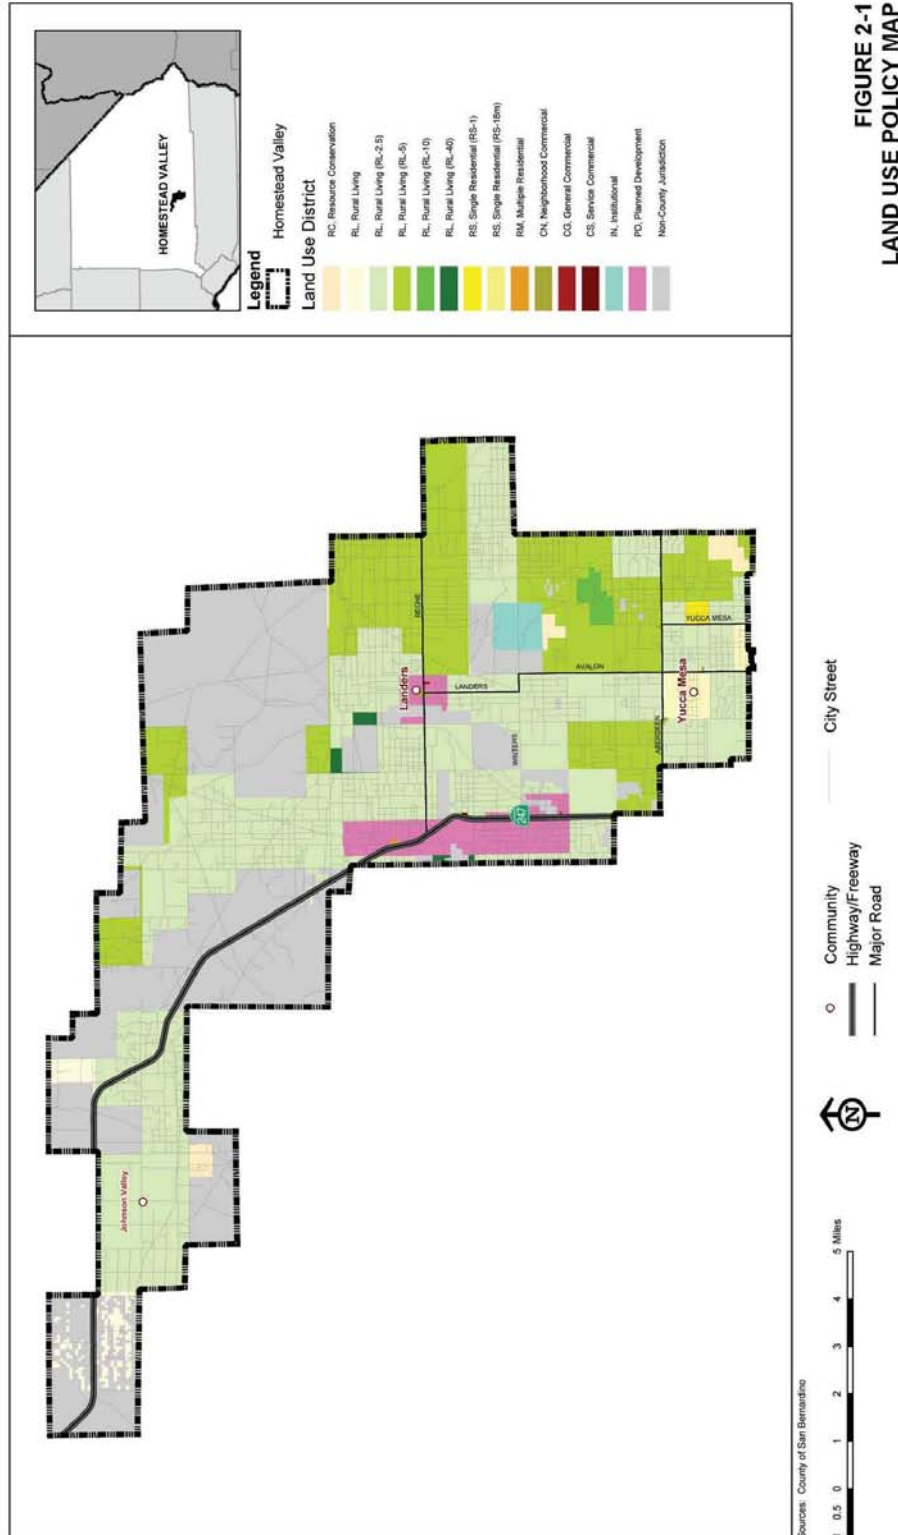 FIGURE 2-1
LAND USE POLICY MAP
HOMESTEAD VALLEY
Legend
Homestead Valley
Land Use District
RC, Resource Conservation
RL, Rural Living
RL, Rural Living (RL-2.5)
RL, Rural Living (RL-5)
RL, Rural Living (RL-10)
RL, Rural Living (RL-40)
RS, Single Residential (RS-1)
RS, Single Residential (RS-18m)
RM, Multiple Residential
CN, Neighborhood Commercial
CG, General Commercial
CS, Service Commercial
IN, Institutional
PD, Planned Development
Non-County Jurisdiction
Johnson Valley
Landers
Yucca Mesa
RECHE
LANDERS
AVALON
WINTERS
ABERDEEN
YUCCA MESA
247
Sources: County of San Bernardino
1 0.5 0 1 2 3 4 5 Miles
N
Community
Highway/Freeway
Major Road
City Street